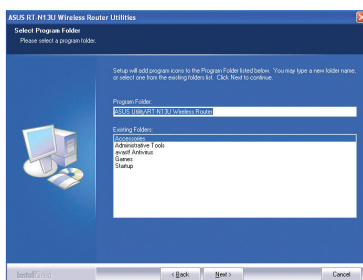 ASUS RT-N13U Wireless Router Utilities
Select Program Folder
Please select a program folder.
Setup will add program icons to the Program Folder listed below. You may type a new folder name,
or select one from the existing folders list. Click Next to continue.
Program Folder:
ASUS Utility\RT-N13U Wireless Router
Existing Folders:
Accessories
Administrative Tools
avast! Antivirus
Games
Startup
InstallShield
< Back
Next >
Cancel